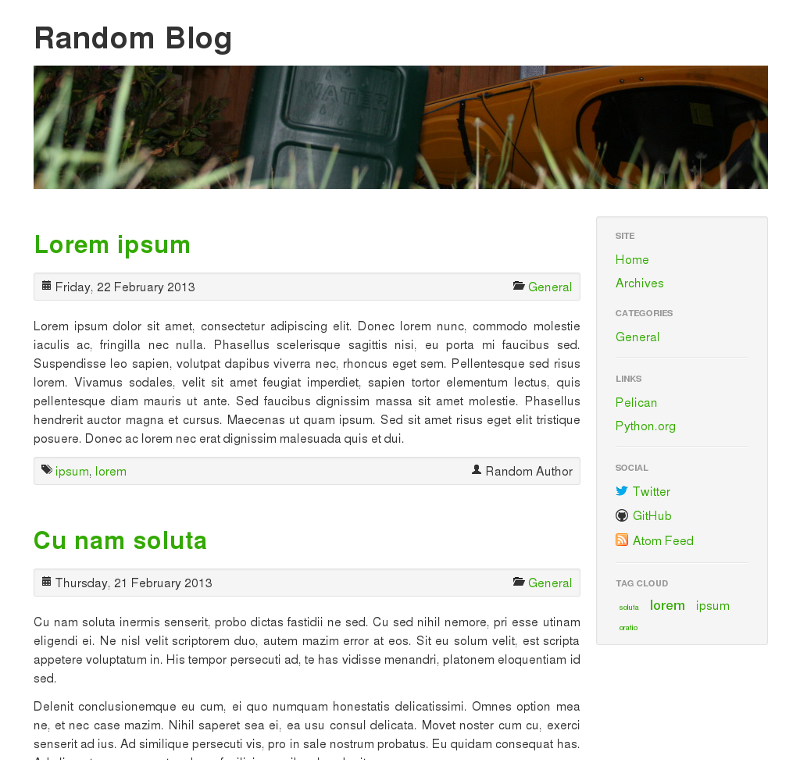 Random Blog
WATER
Lorem ipsum
Friday, 22 February 2013 General
Lorem ipsum dolor sit amet, consectetur adipiscing elit. Donec lorem nunc, commodo molestie
iaculis ac, fringilla nec nulla. Phasellus scelerisque sagittis nisi, eu porta mi faucibus sed.
Suspendisse leo sapien, volutpat dapibus viverra nec, rhoncus eget sem. Pellentesque sed risus
lorem. Vivamus sodales, velit sit amet feugiat imperdiet, sapien tortor elementum lectus, quis
pellentesque diam mauris ut ante. Sed faucibus dignissim massa sit amet molestie. Phasellus
hendrerit auctor magna et cursus. Maecenas ut quam ipsum. Sed sit amet risus eget elit tristique
posuere. Donec ac lorem nec erat dignissim malesuada quis et dui.
ipsum, lorem Random Author
Cu nam soluta
Thursday, 21 February 2013 General
Cu nam soluta inermis senserit, probo dictas fastidii ne sed. Cu sed nihil nemore, pri esse utinam
eligendi ei. Ne nisl velit scriptorem duo, autem mazim error at eos. Sit eu solum velit, est scripta
appetere voluptatum in. His tempor persecuti ad, te has vidisse menandri, platonem eloquentiam id
sed.
Delenit conclusionemque eu cum, ei quo numquam honestatis delicatissimi. Omnes option mea
ne, et nec case mazim. Nihil saperet sea ei, ea usu consul delicata. Movet noster cum cu, exerci
senserit ad ius. Ad similique persecuti vis, pro in sale nostrum probatus. Eu quidam consequat has.
SITE
Home
Archives
CATEGORIES
General
LINKS
Pelican
Python.org
SOCIAL
Twitter
GitHub
Atom Feed
TAG CLOUD
soluta lorem ipsum
oratio